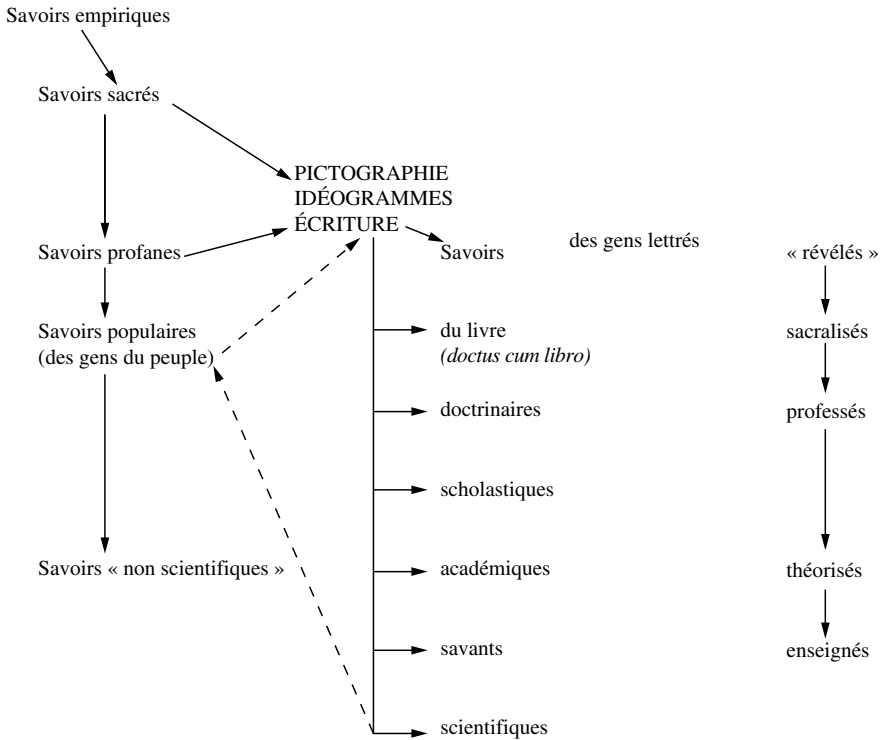 Savoirs empiriques
Savoirs sacrés
PICTOGRAPHIE
IDÉOGRAMMES
ÉCRITURE
Savoirs profanes
Savoirs
des gens lettrés
« révélés »
Savoirs populaires
(des gens du peuple)
du livre
(doctus cum libro)
sacralisés
doctrinaires
professés
scholastiques
Savoirs « non scientifiques »
académiques
théorisés
savants
enseignés
scientifiques